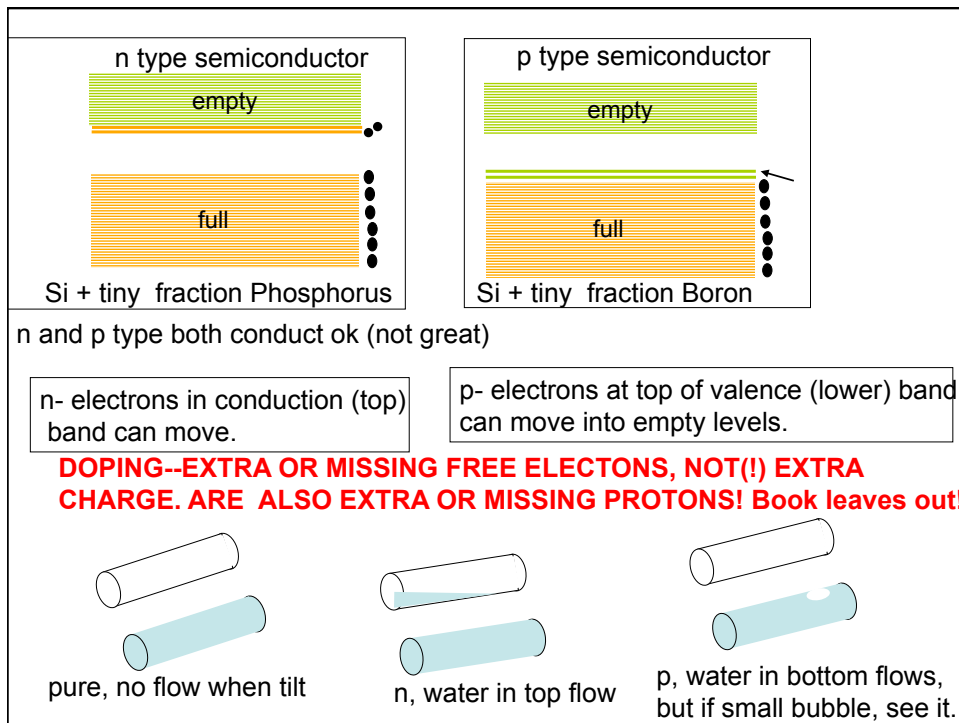 n type semiconductor
empty
full
Si + tiny  fraction Phosphorus
p type semiconductor
empty
full
Si + tiny  fraction Boron
n and p type both conduct ok (not great)
n- electrons in conduction (top)
band can move.
p- electrons at top of valence (lower) band
can move into empty levels.
DOPING--EXTRA OR MISSING FREE ELECTONS, NOT(!) EXTRA
CHARGE. ARE  ALSO EXTRA OR MISSING PROTONS! Book leaves out!
pure, no flow when tilt
n, water in top flow
p, water in bottom flows,
but if small bubble, see it.